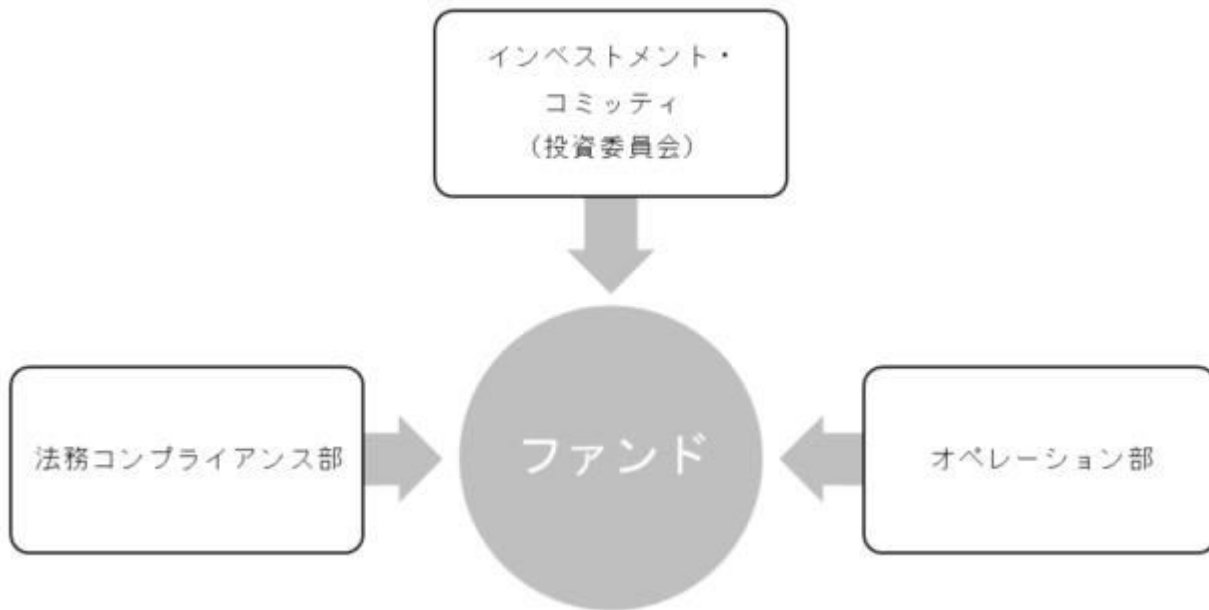 インベストメント・
コミッティ
（投資委員会）
法務コンプライアンス部
ファンド
オペレーション部